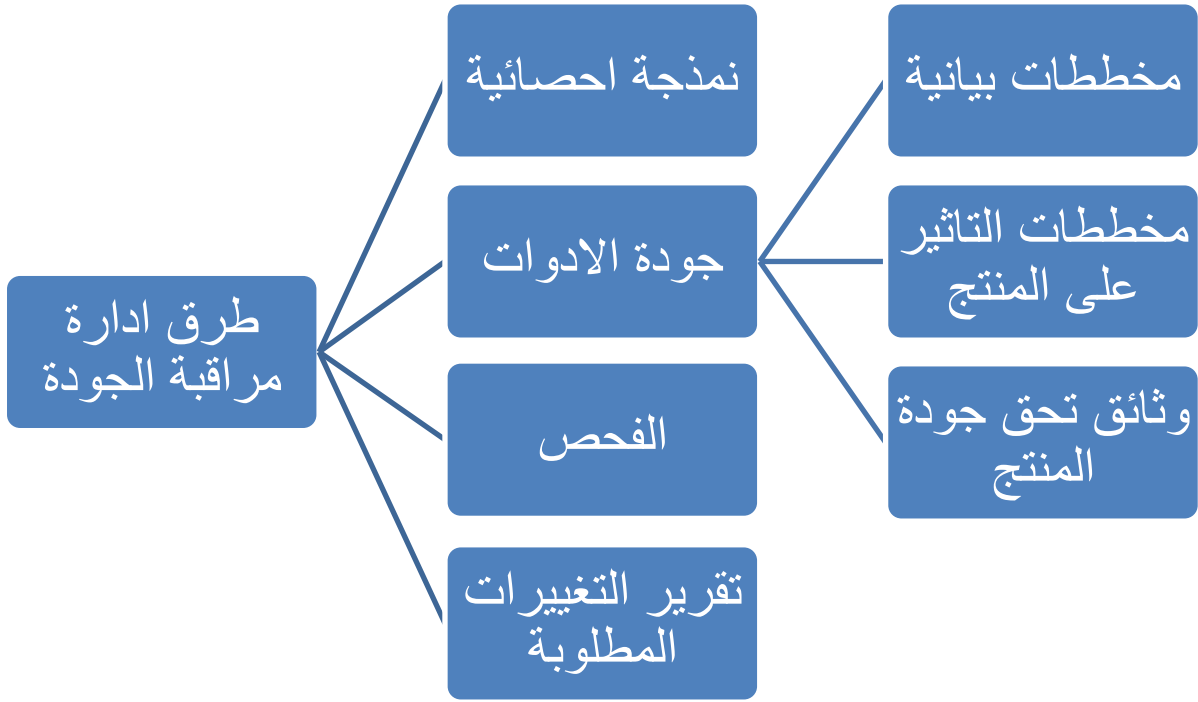 طرق ادارة
مراقبة الجودة
نمذجة احصائية
جودة الادوات
الفحص
تقرير التغييرات
المطلوبة
مخططات بيانية
مخططات التاثير
على المنتج
وثائق تحق جودة
المنتج